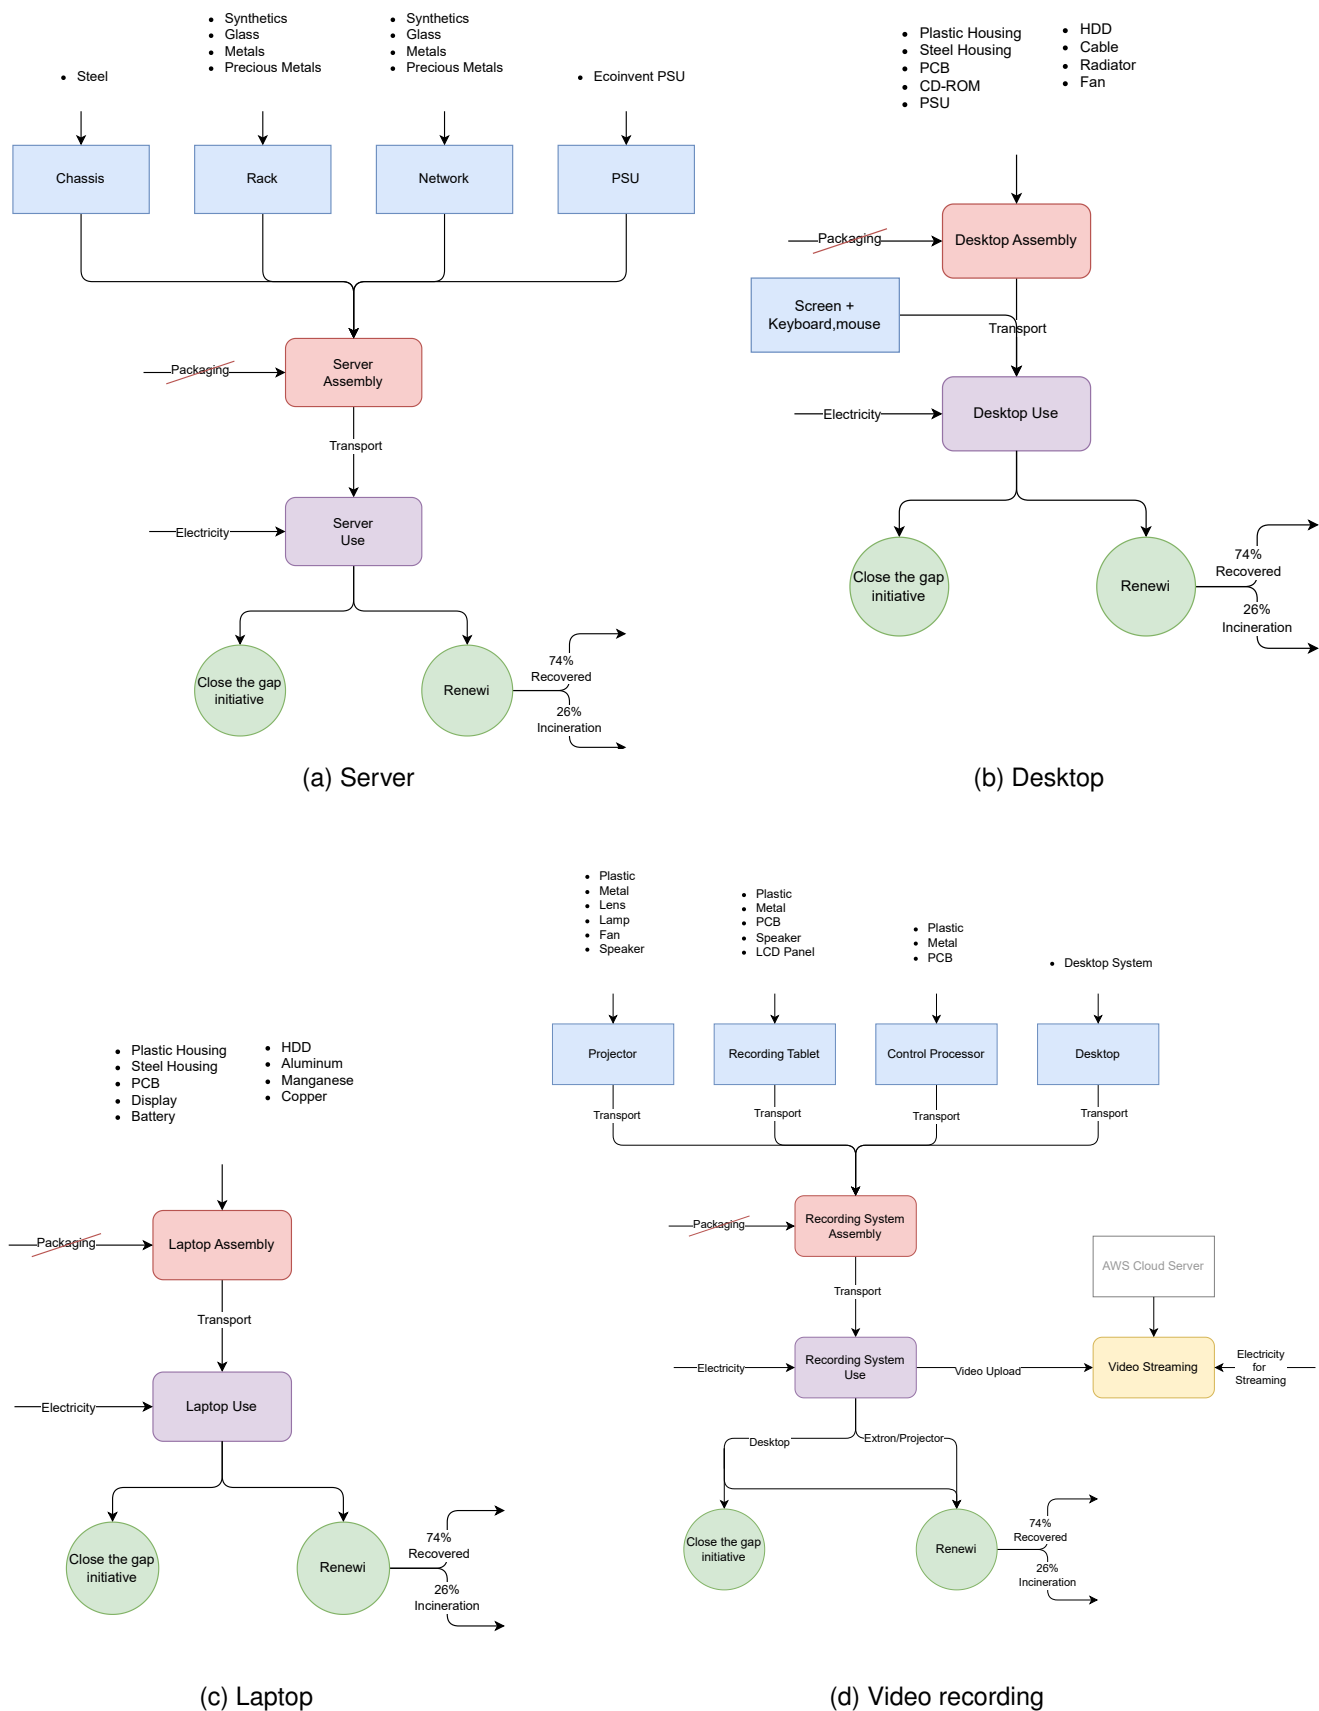 Steel
Synthetics
Glass
Metals
Precious Metals
Synthetics
Glass
Metals
Precious Metals
Ecoinvent PSU
Chassis
Rack
Network
PSU
Packaging
Server
Assembly
Transport
Electricity
Server
Use
Close the gap
initiative
Renewi
74%
Recovered
26%
Incineration
(a) Server
Plastic Housing
Steel Housing
PCB
CD-ROM
PSU
HDD
Cable
Radiator
Fan
Packaging
Desktop Assembly
Screen +
Keyboard,mouse
Transport
Electricity
Desktop Use
Close the gap
initiative
Renewi
74%
Recovered
26%
Incineration
(b) Desktop
Plastic Housing
Steel Housing
PCB
Display
Battery
HDD
Aluminum
Manganese
Copper
Packaging
Laptop Assembly
Transport
Electricity
Laptop Use
Close the gap
initiative
Renewi
74%
Recovered
26%
Incineration
(c) Laptop
Plastic
Metal
Lens
Lamp
Fan
Speaker
Plastic
Metal
PCB
Speaker
LCD Panel
Plastic
Metal
PCB
Desktop System
Projector
Recording Tablet
Control Processor
Desktop
Transport
Transport
Transport
Transport
Packaging
Recording System
Assembly
Transport
AWS Cloud Server
Electricity
Recording System
Use
Video Upload
Video Streaming
Electricity
for
Streaming
Desktop
Extron/Projector
Close the gap
initiative
Renewi
74%
Recovered
26%
Incineration
(d) Video recording